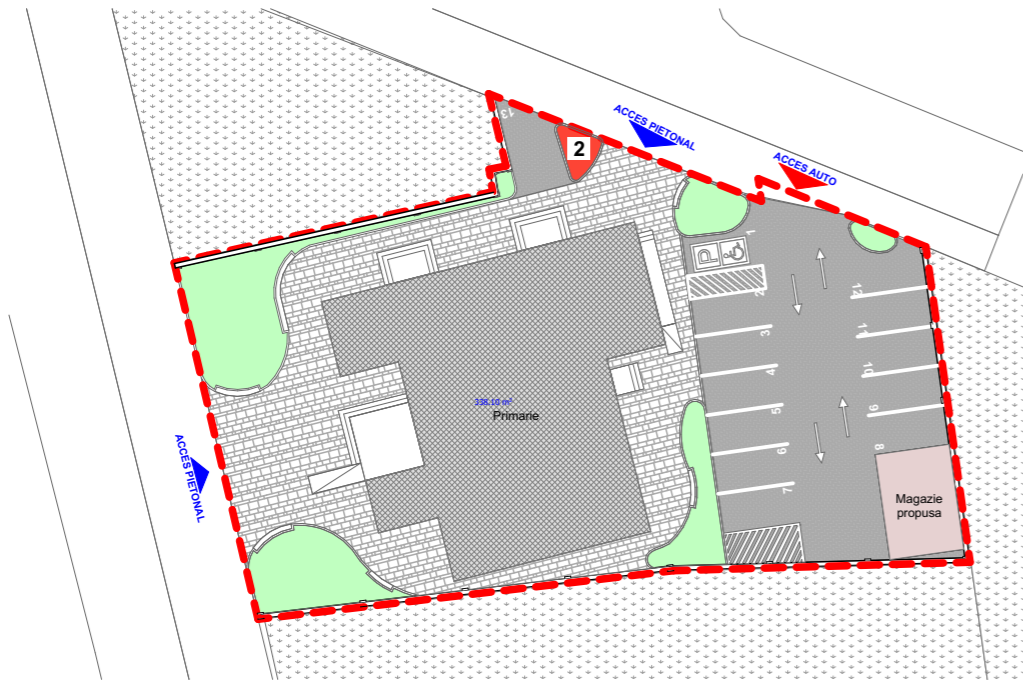 13
2
ACCES PIETONAL
ACCES AUTO
1
P
2
12
3
11
4
10
5
9
6
8
7
338.10 m²
Primarie
ACCES PIETONAL
Magazie
propusa